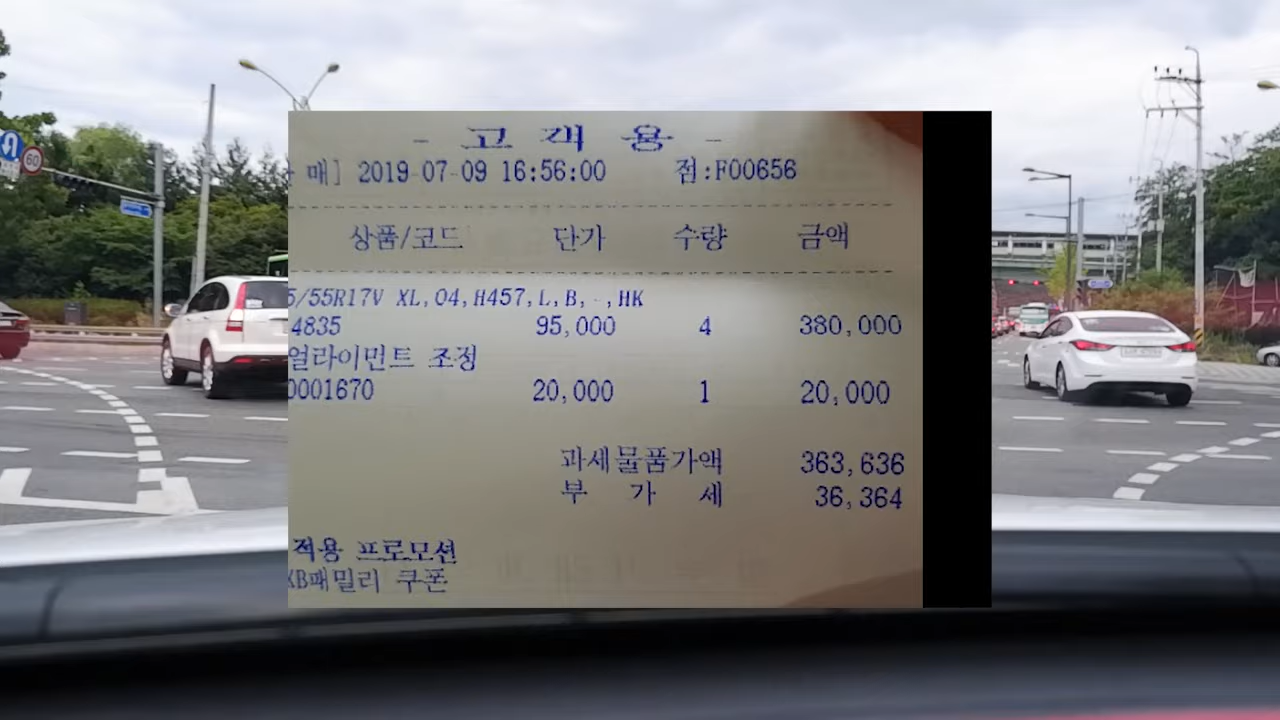 - 고 객 용 -
매] 2019-07-09 16:56:00 점:F00656
상품/코드 단가 수량 금액
5/55R17V XL,04,H457,L,B,-,HK
4835 95,000 4 380,000
얼라이먼트 조정
0001670 20,000 1 20,000
과세물품가액 363,636
부 가 세 36,364
적용 프로모션
XB패밀리 쿠폰
60